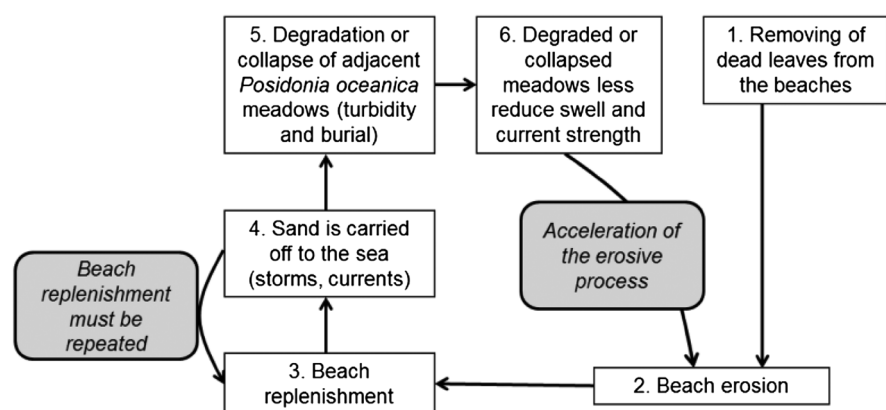 5. Degradation or
collapse of adjacent
Posidonia oceanica
meadows (turbidity
and burial)
6. Degraded or
collapsed
meadows less
reduce swell and
current strength
1. Removing of
dead leaves from
the beaches
4. Sand is carried
off to the sea
(storms, currents)
Acceleration of
the erosive
process
Beach
replenishment
must be
repeated
3. Beach
replenishment
2. Beach erosion